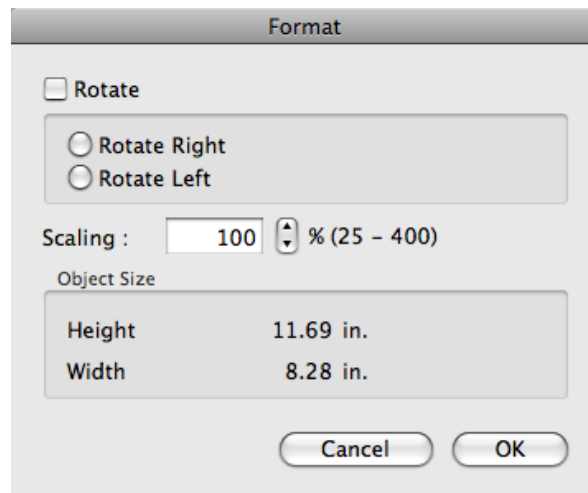 Format
Rotate
Rotate Right
Rotate Left
Scaling : 100 % (25 – 400)
Object Size
Height 11.69 in.
Width 8.28 in.
Cancel OK